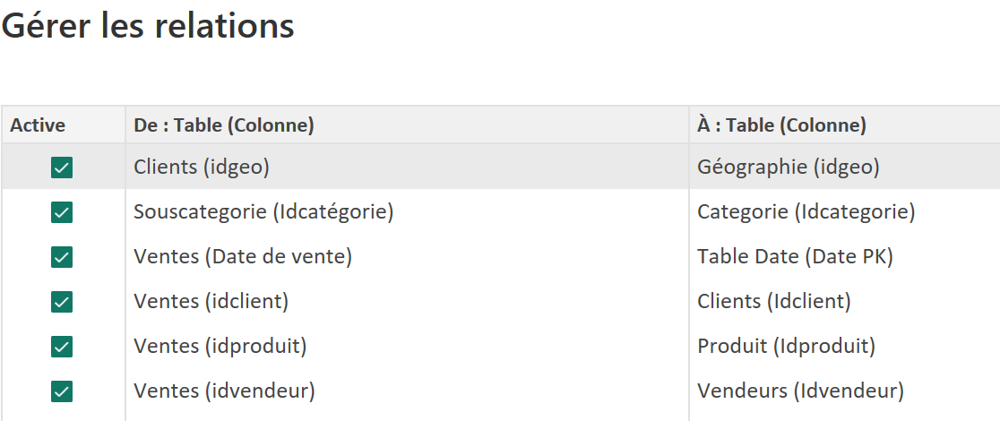 Gérer les relations
Active De : Table (Colonne) À : Table (Colonne)
Clients (idgeo) Géographie (idgeo)
Souscategorie (Idcatégorie) Categorie (Idcategorie)
Ventes (Date de vente) Table Date (Date PK)
Ventes (idclient) Clients (Idclient)
Ventes (idproduit) Produit (Idproduit)
Ventes (idvendeur) Vendeurs (Idvendeur)